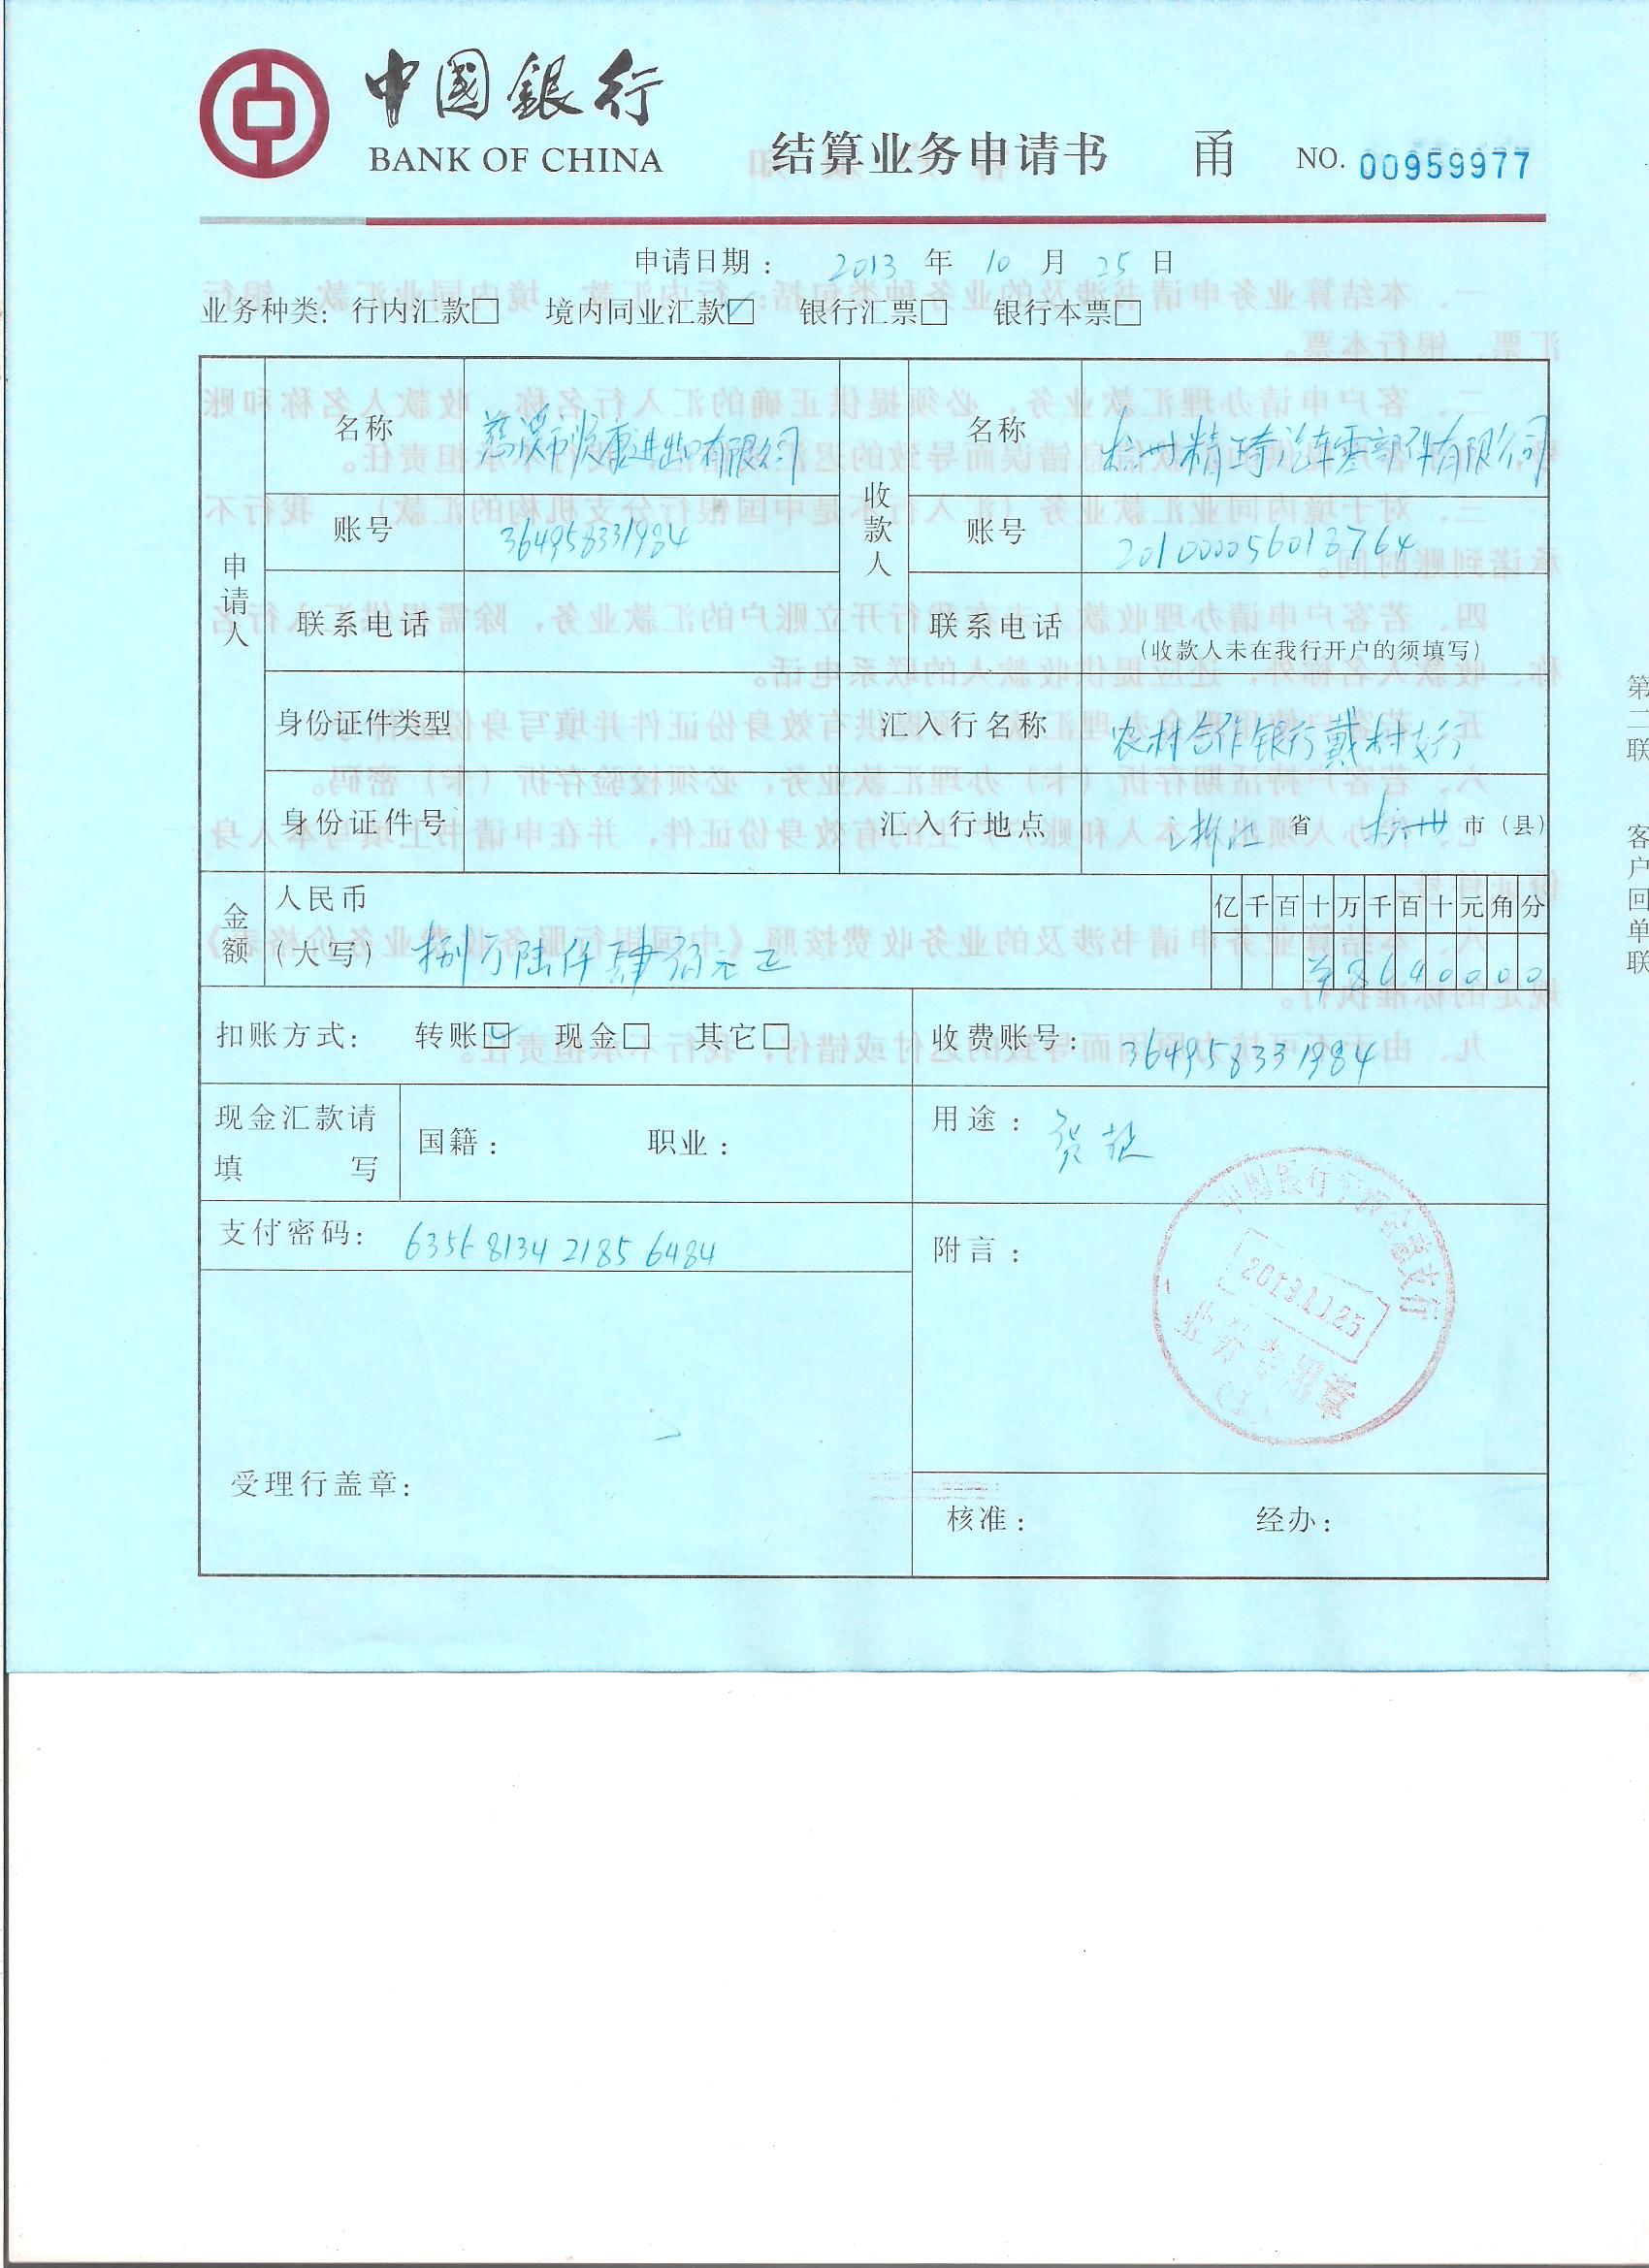 中國銀行
BANK OF CHINA
结算业务申请书 甬 NO. 00959977
申请日期： 2013 年 10 月 25 日
业务种类: 行内汇款□ 境内同业汇款☑ 银行汇票□ 银行本票□
申请人
名称 慈溪市 进出口有限公司
收款人
名称 杭州精琦汽车零部件有限公司
账号 364958331984
账号 201000056013764
联系电话
联系电话 (收款人未在我行开户的须填写)
身份证件类型
汇入行名称 农村合作银行戴村支行
身份证件号
汇入行地点 浙江 省 杭州 市（县）
金额
人民币
（大写） 捌万陆仟肆佰元正
亿 千 百 十 万 千 百 十 元 角 分
¥ 8 6 4 0 0 0 0
扣账方式: 转账☑ 现金□ 其它□
收费账号: 364958331984
现金汇款请
填 写
国籍: 职业:
用途: 货款
支付密码: 6356 8134 2185 6484
附言:
中国银行 支行
2013.10.25
业务专用章
(1)
受理行盖章:
核准: 经办:
第二联 客户回单联